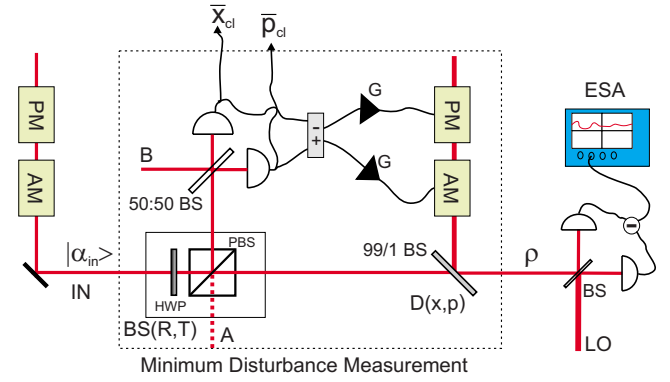 x̄cl p̄cl
PM
AM
G
- +
G
PM
AM
ESA
B
50:50 BS
|αin>
IN
PBS
HWP
BS(R,T)
A
99/1 BS
D(x,p)
ρ
-
BS
LO
Minimum Disturbance Measurement